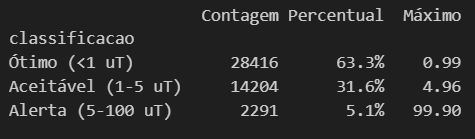 Contagem Percentual Máximo
classificacao
Ótimo (<1 uT) 28416 63.3% 0.99
Aceitável (1-5 uT) 14204 31.6% 4.96
Alerta (5-100 uT) 2291 5.1% 99.90